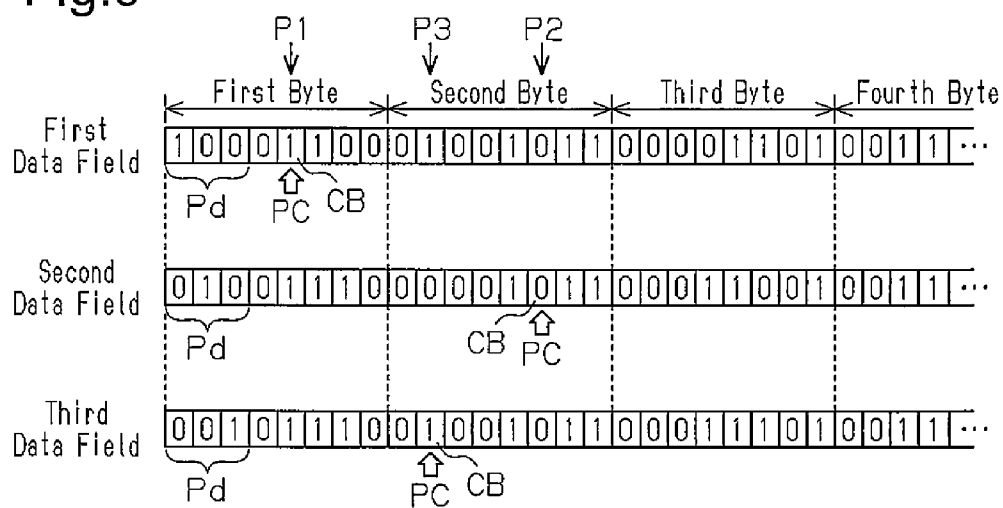 Fig.
P1 P3 P2
First Byte Second Byte Third Byte Fourth Byte
First
Data Field
1 0 0 0 1 1 0 0 0 1 0 0 1 0 1 1 0 0 0 0 1 1 0 1 0 0 1 1 ...
Pd PC CB
Second
Data Field
0 1 0 0 1 1 1 0 0 0 0 0 1 0 1 1 0 0 0 1 1 0 0 1 0 0 1 1 ...
Pd CB PC
Third
Data Field
0 0 1 0 1 1 1 0 0 1 0 0 1 0 1 1 0 0 0 1 1 1 0 1 0 0 1 1 ...
Pd PC CB